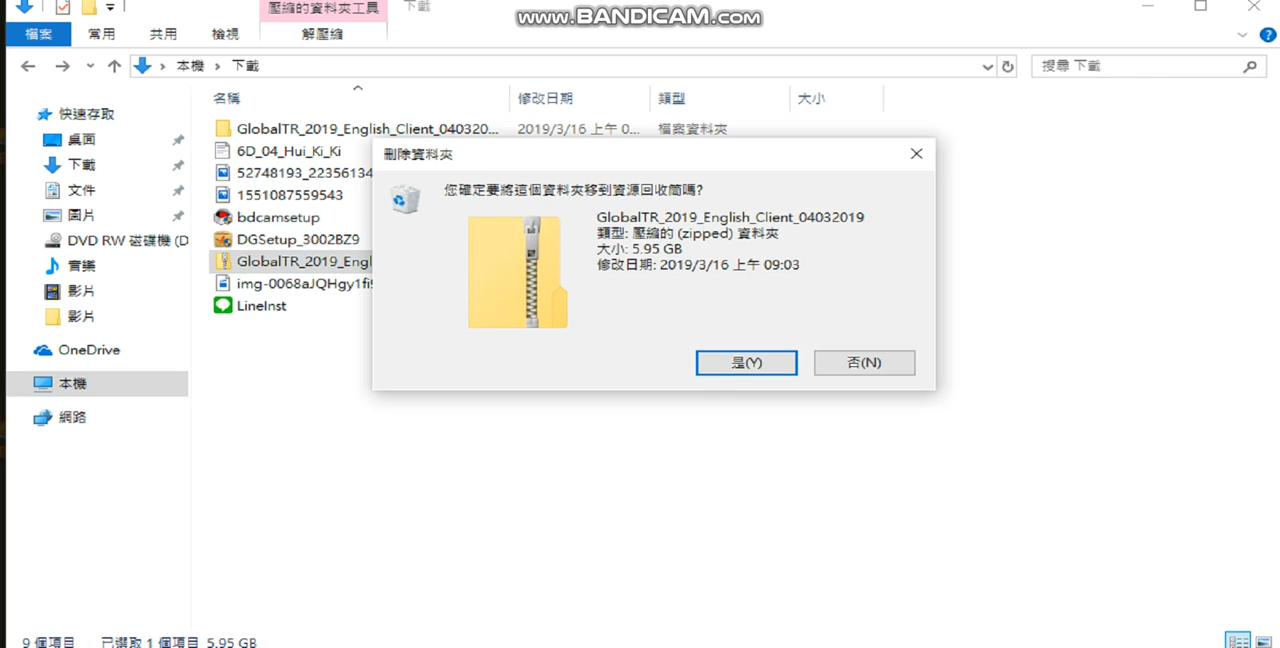 壓縮的資料夾工具
下載
www.BANDICAM.com
檔案
常用
共用
檢視
解壓縮
本機
下載
搜尋 下載
名稱
修改日期
類型
大小
快速存取
桌面
下載
文件
圖片
DVD RW 磁碟機 (D
音樂
影片
影片
OneDrive
本機
網路
GlobalTR_2019_English_Client_040320... 2019/3/16 上午 0... 檔案資料夾
6D_04_Hui_Ki_Ki
52748193_22356134
1551087559543
bdcamsetup
DGSetup_3002BZ9
GlobalTR_2019_Engl
img-0068aJQHgy1fi
LineInst
刪除資料夾
您確定要將這個資料夾移到資源回收筒嗎?
GlobalTR_2019_English_Client_04032019
類型: 壓縮的 (zipped) 資料夾
大小: 5.95 GB
修改日期: 2019/3/16 上午 09:03
是(Y)
否(N)
9 個項目
已選取 1 個項目 5.95 GB